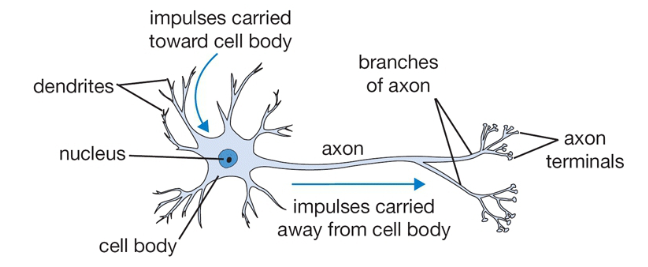 impulses carried
toward cell body
branches
of axon
dendrites
axon
terminals
nucleus
axon
impulses carried
away from cell body
cell body